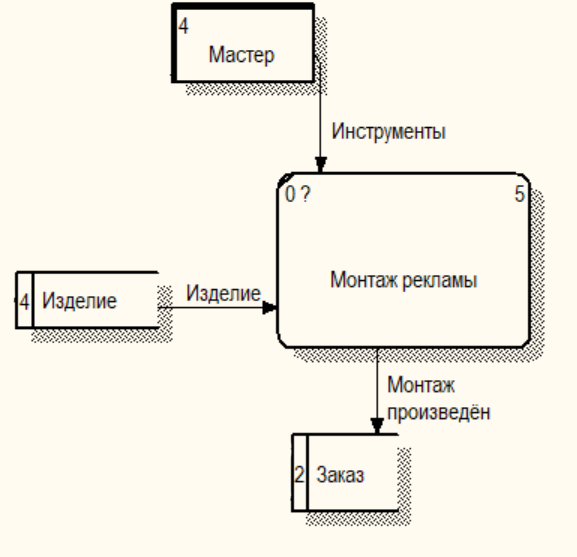 4
Мастер
Инструменты
0 ?
5
Монтаж рекламы
4
Изделие
Изделие
Монтаж
произведён
2
Заказ